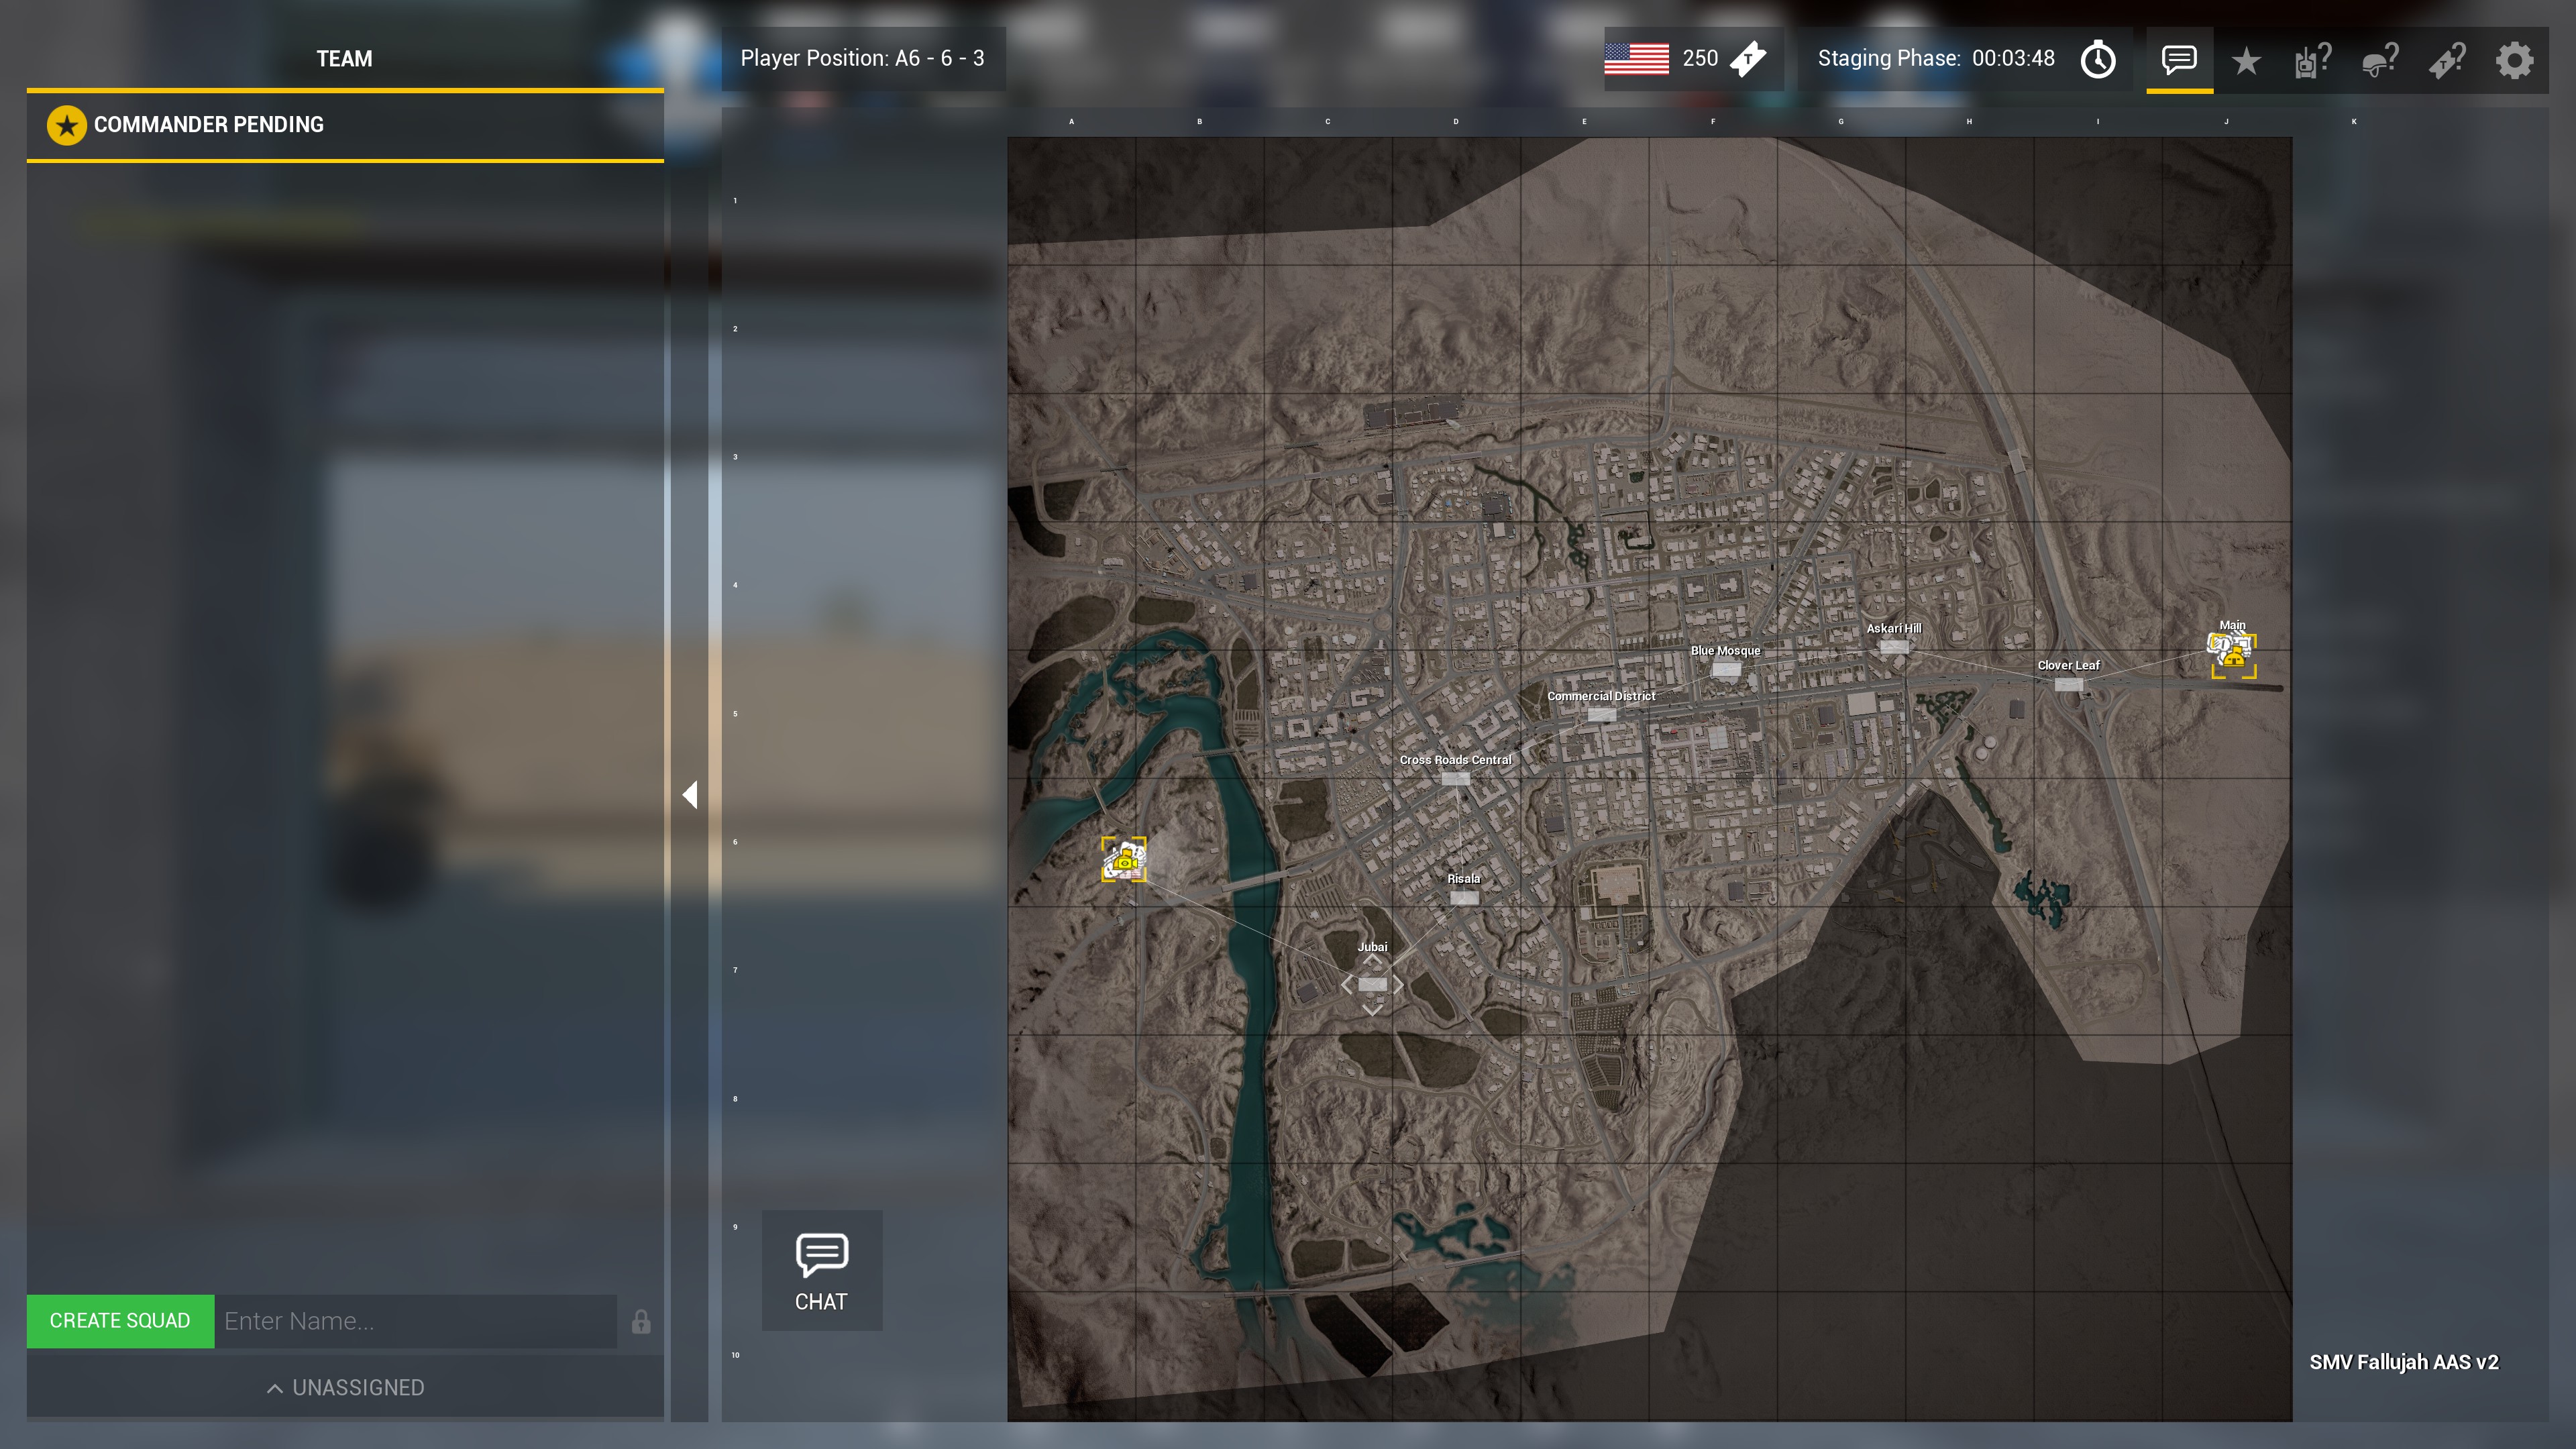 TEAM
Player Position: A6 - 6 - 3
250
T
Staging Phase: 00:03:48
? ? ?
COMMANDER PENDING
A B C D E F G H I J K
1
2
3
4
5
6
7
8
9
10
Main
Askari Hill
Blue Mosque
Clover Leaf
Commercial District
Cross Roads Central
Risala
Jubai
CHAT
CREATE SQUAD
Enter Name...
UNASSIGNED
SMV Fallujah AAS v2